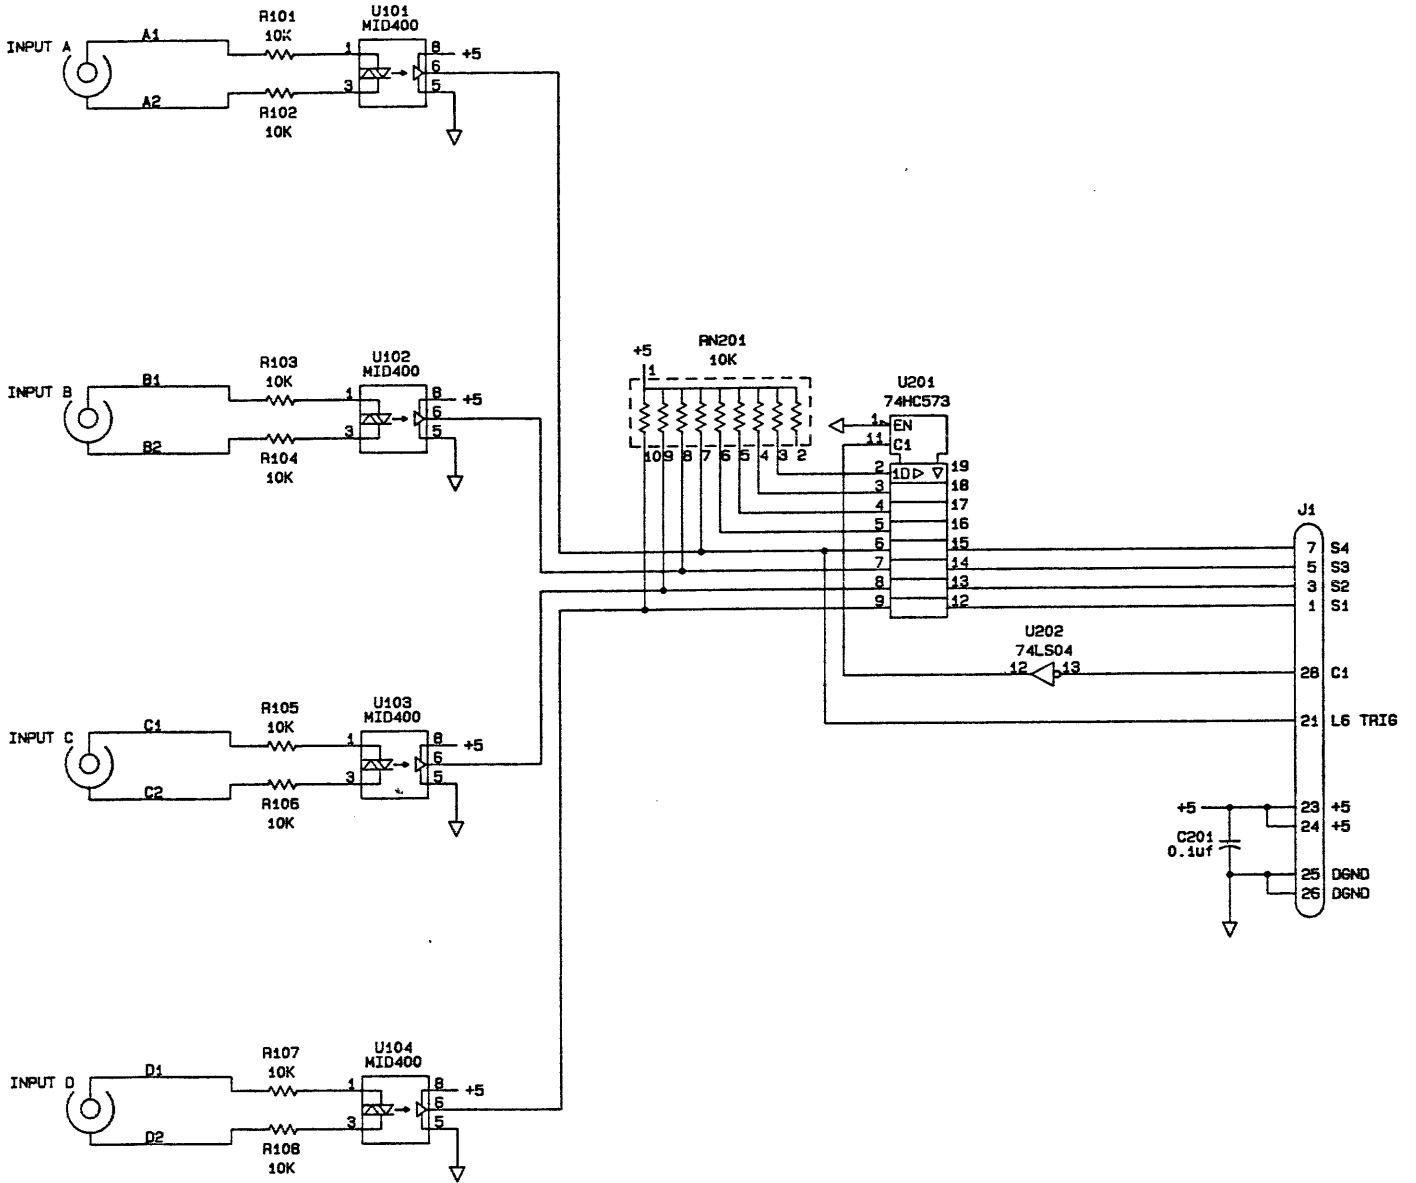 INPUT A
A1
A2
R101
10K
R102
10K
U101
MID400
1
3
8
6
5
+5
INPUT B
B1
B2
R103
10K
R104
10K
U102
MID400
1
3
8
6
5
+5
INPUT C
C1
C2
R105
10K
R106
10K
U103
MID400
1
3
8
6
5
+5
INPUT D
D1
D2
R107
10K
R108
10K
U104
MID400
1
3
8
6
5
+5
RN201
10K
+5
1
10 9 8 7 6 5 4 3 2
U201
74HC573
1 EN
11 C1
2 1D 19
3 18
4 17
5 16
6 15
7 14
8 13
9 12
U202
74LS04
12 13
J1
7 S4
5 S3
3 S2
1 S1
28 C1
21 L6 TRIG
+5
23 +5
24 +5
C201
0.1uf
25 DGND
26 DGND